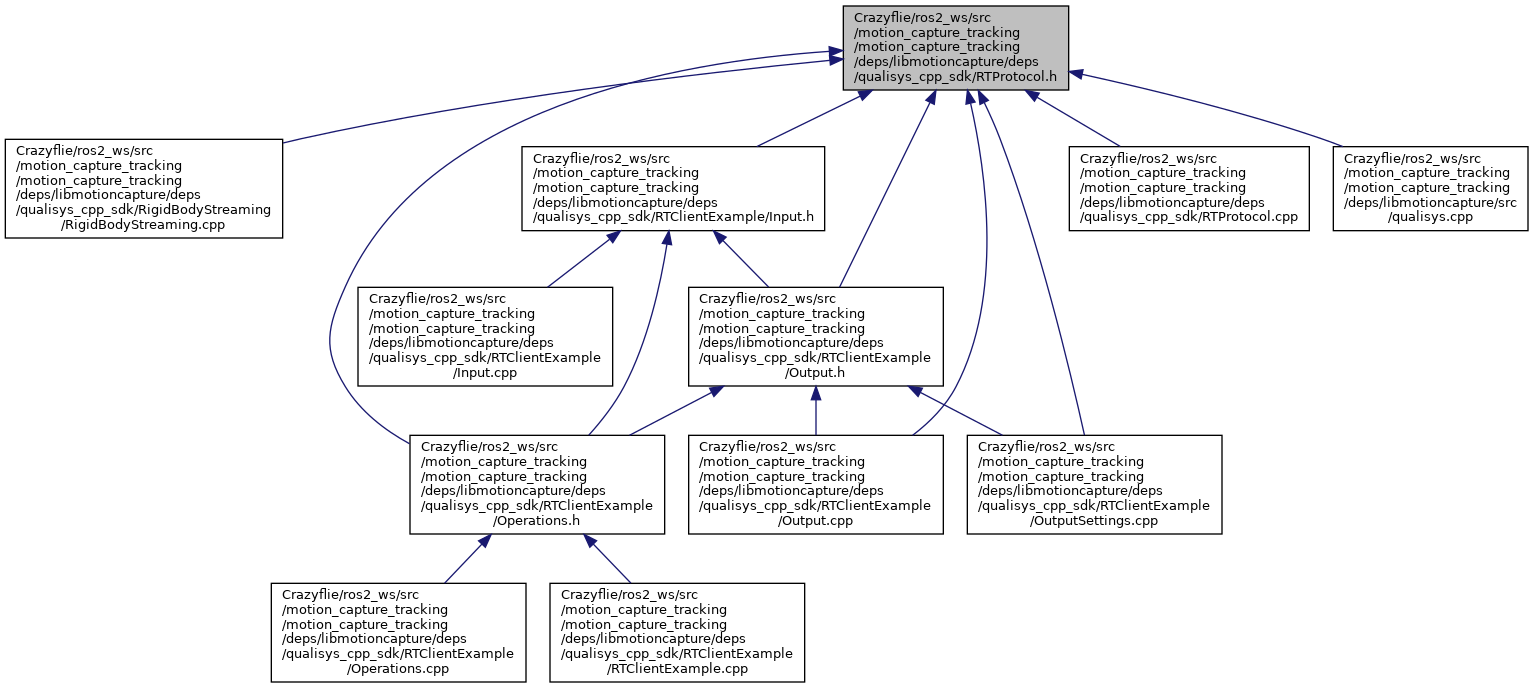 Crazyflie/ros2_ws/src
/motion_capture_tracking
/motion_capture_tracking
/deps/libmotioncapture/deps
/qualisys_cpp_sdk/RTProtocol.h
Crazyflie/ros2_ws/src
/motion_capture_tracking
/motion_capture_tracking
/deps/libmotioncapture/deps
/qualisys_cpp_sdk/RigidBodyStreaming
/RigidBodyStreaming.cpp
Crazyflie/ros2_ws/src
/motion_capture_tracking
/motion_capture_tracking
/deps/libmotioncapture/deps
/qualisys_cpp_sdk/RTClientExample/Input.h
Crazyflie/ros2_ws/src
/motion_capture_tracking
/motion_capture_tracking
/deps/libmotioncapture/deps
/qualisys_cpp_sdk/RTProtocol.cpp
Crazyflie/ros2_ws/src
/motion_capture_tracking
/motion_capture_tracking
/deps/libmotioncapture/src
/qualisys.cpp
Crazyflie/ros2_ws/src
/motion_capture_tracking
/motion_capture_tracking
/deps/libmotioncapture/deps
/qualisys_cpp_sdk/RTClientExample
/Input.cpp
Crazyflie/ros2_ws/src
/motion_capture_tracking
/motion_capture_tracking
/deps/libmotioncapture/deps
/qualisys_cpp_sdk/RTClientExample
/Output.h
Crazyflie/ros2_ws/src
/motion_capture_tracking
/motion_capture_tracking
/deps/libmotioncapture/deps
/qualisys_cpp_sdk/RTClientExample
/Operations.h
Crazyflie/ros2_ws/src
/motion_capture_tracking
/motion_capture_tracking
/deps/libmotioncapture/deps
/qualisys_cpp_sdk/RTClientExample
/Output.cpp
Crazyflie/ros2_ws/src
/motion_capture_tracking
/motion_capture_tracking
/deps/libmotioncapture/deps
/qualisys_cpp_sdk/RTClientExample
/OutputSettings.cpp
Crazyflie/ros2_ws/src
/motion_capture_tracking
/motion_capture_tracking
/deps/libmotioncapture/deps
/qualisys_cpp_sdk/RTClientExample
/Operations.cpp
Crazyflie/ros2_ws/src
/motion_capture_tracking
/motion_capture_tracking
/deps/libmotioncapture/deps
/qualisys_cpp_sdk/RTClientExample
/RTClientExample.cpp